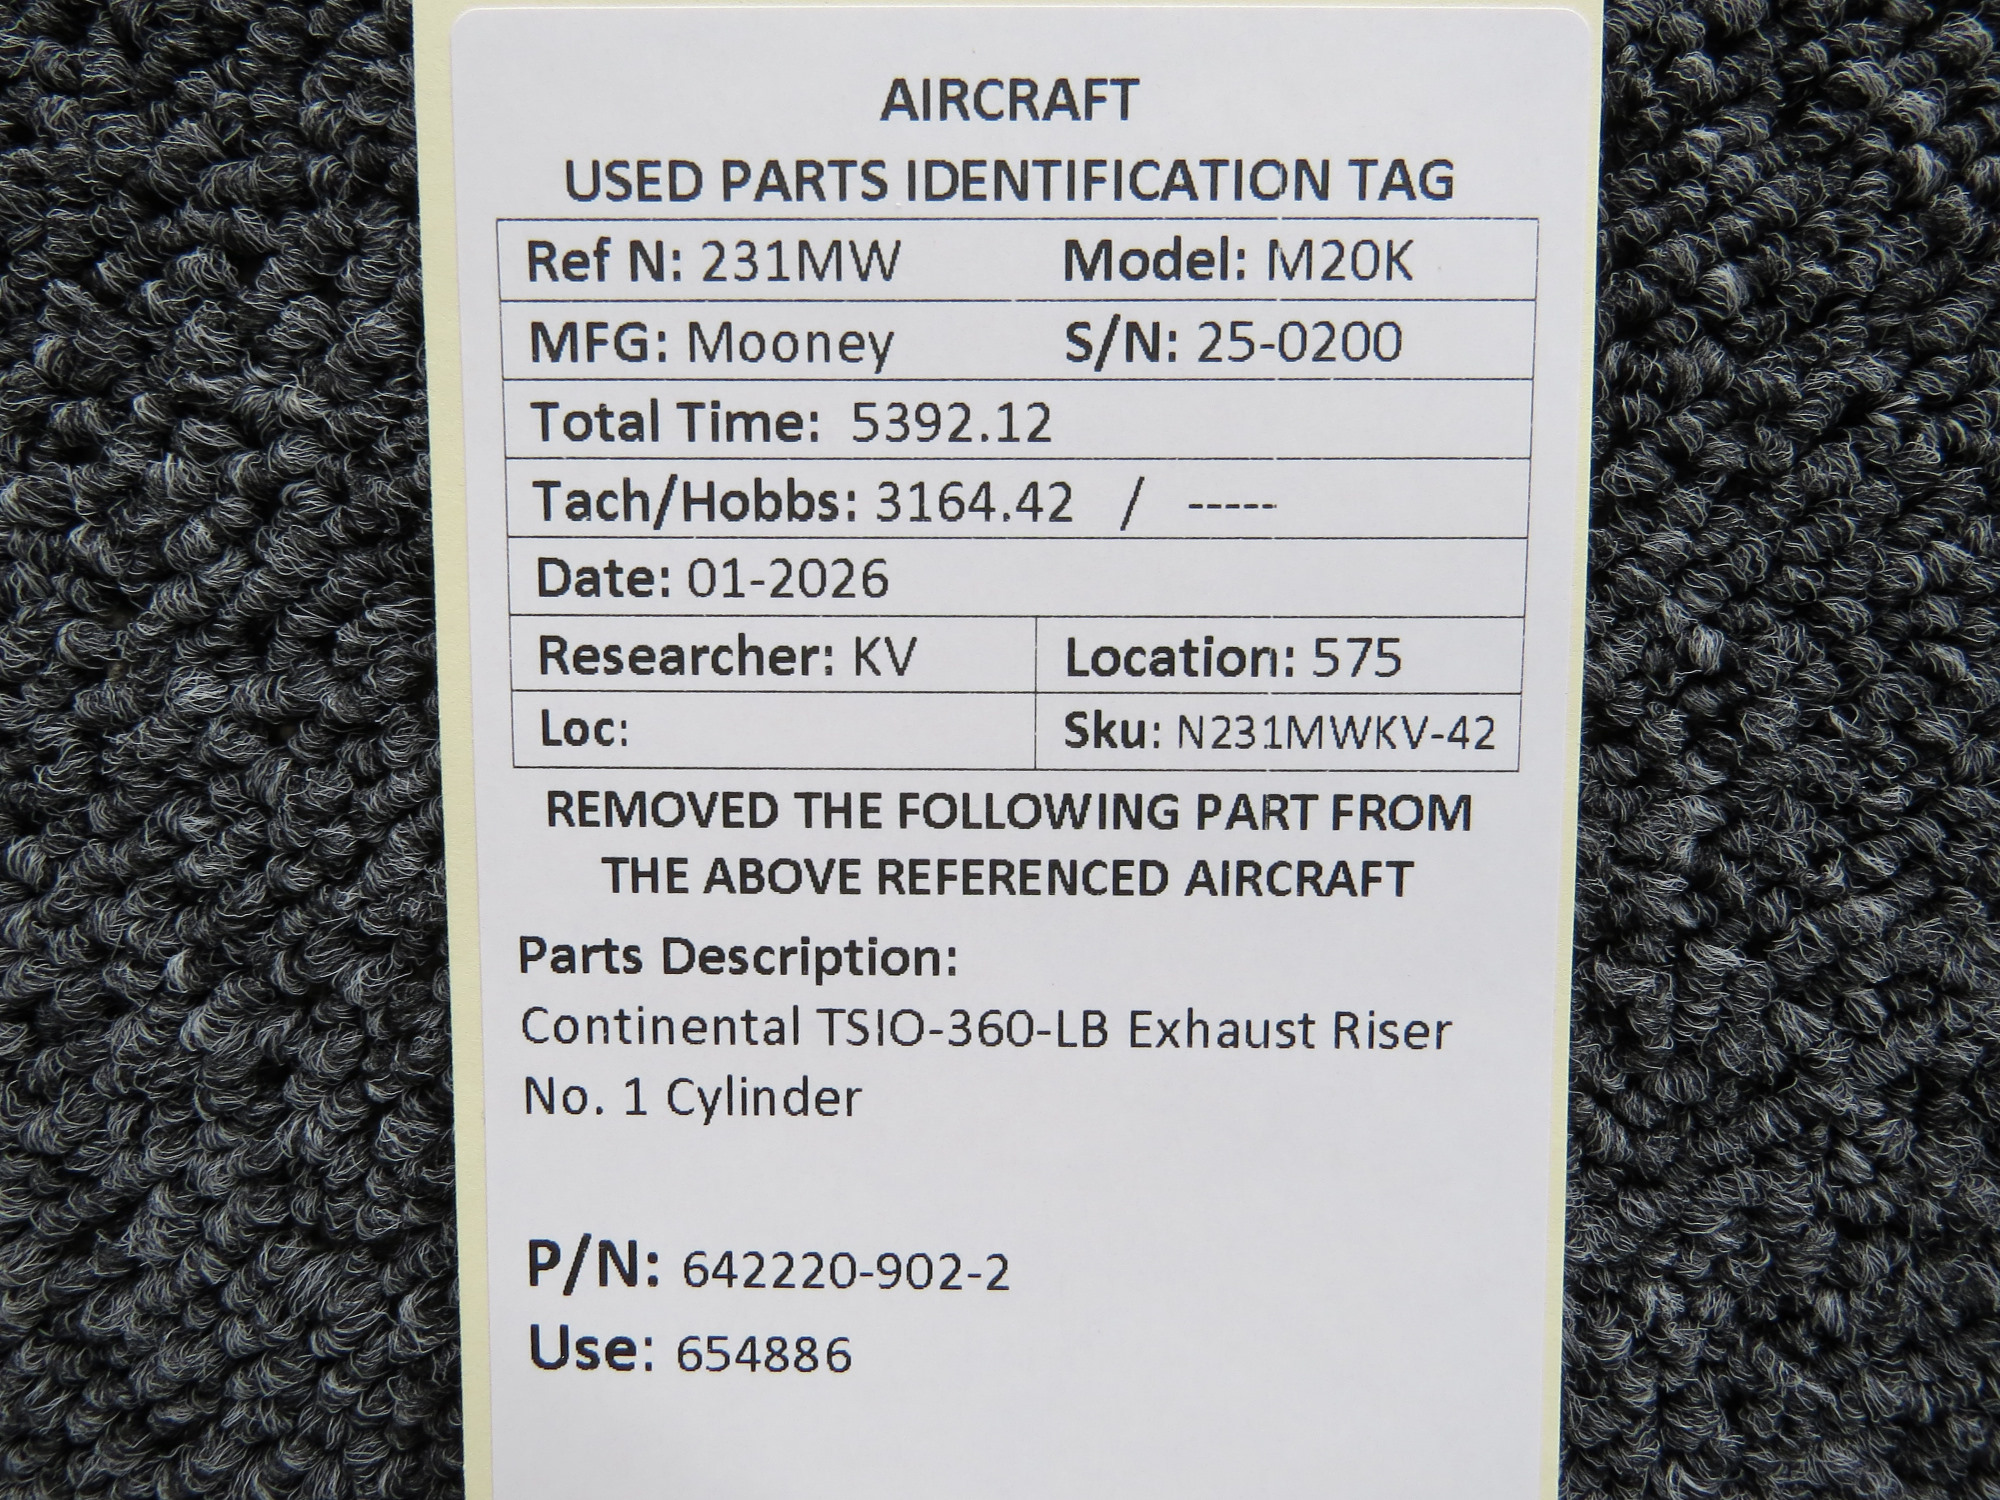 AIRCRAFT
USED PARTS IDENTIFICATION TAG
Ref N: 231MW Model: M20K
MFG: Mooney S/N: 25-0200
Total Time: 5392.12
Tach/Hobbs: 3164.42 / -----
Date: 01-2026
Researcher: KV Location: 575
Loc: Sku: N231MWKV-42
REMOVED THE FOLLOWING PART FROM
THE ABOVE REFERENCED AIRCRAFT
Parts Description:
Continental TSIO-360-LB Exhaust Riser
No. 1 Cylinder
P/N: 642220-902-2
Use: 654886